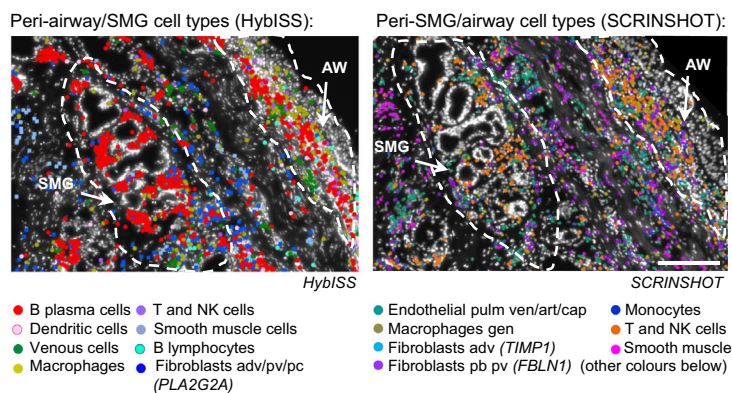 Peri-airway/SMG cell types (HybISS):
AW
SMG
HybISS
B plasma cells
T and NK cells
Dendritic cells
Smooth muscle cells
Venous cells
B lymphocytes
Macrophages
Fibroblasts adv/pv/pc
(PLA2G2A)
Peri-SMG/airway cell types (SCRINSHOT):
AW
SMG
SCRINSHOT
Endothelial pulm ven/art/cap
Monocytes
Macrophages gen
T and NK cells
Fibroblasts adv (TIMP1)
Smooth muscle
Fibroblasts pb pv (FBLN1)
(other colours below)